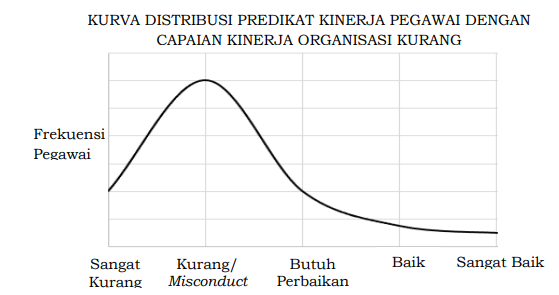 KURVA DISTRIBUSI PREDIKAT KINERJA PEGAWAI DENGAN
CAPAIAN KINERJA ORGANISASI KURANG
Frekuensi
Pegawai
Sangat
Kurang
Kurang/
Misconduct
Butuh
Perbaikan
Baik
Sangat Baik